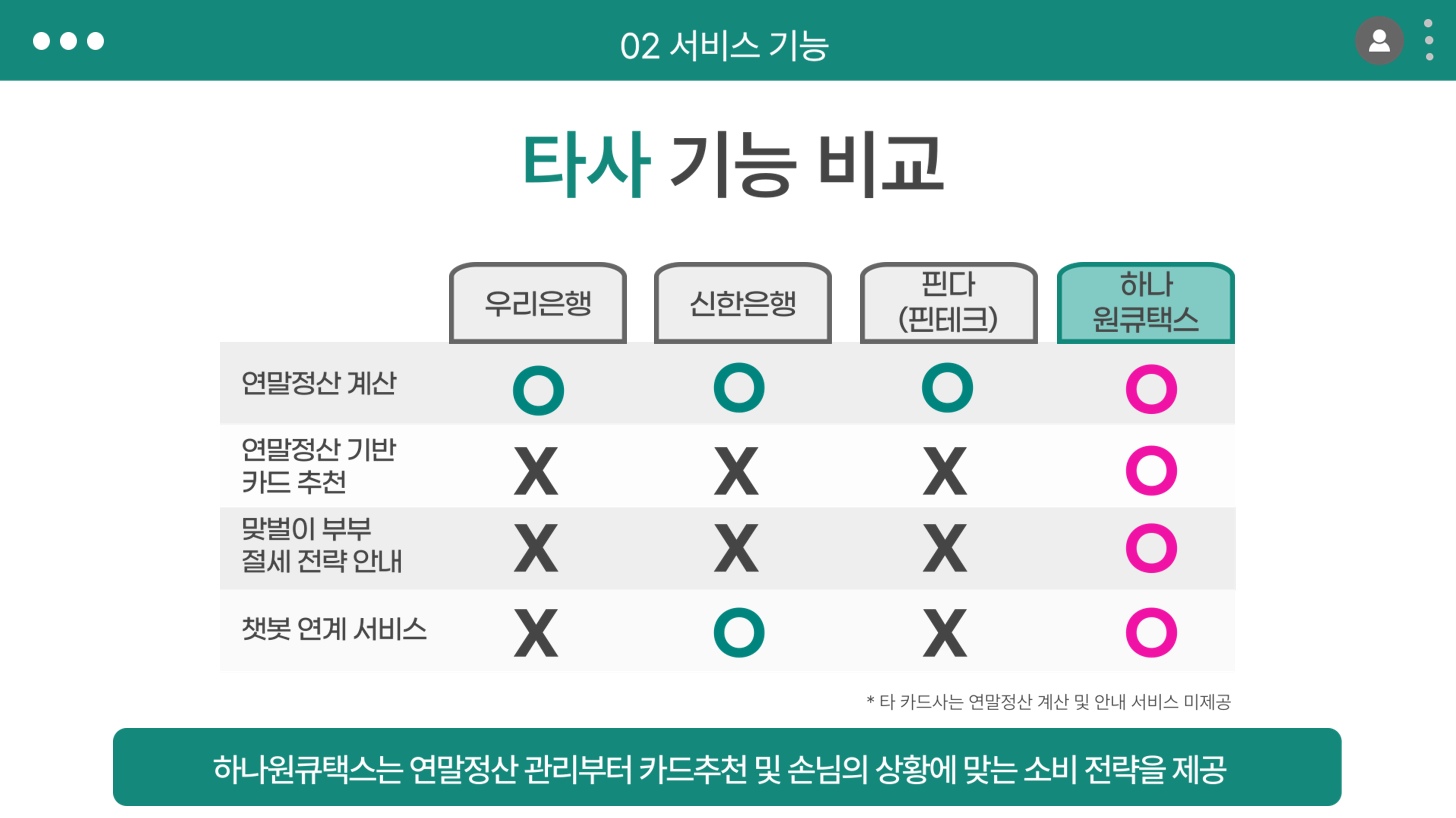 02 서비스 기능
타사 기능 비교
우리은행
신한은행
핀다
(핀테크)
하나
원큐택스
연말정산 계산
O O O O
연말정산 기반
카드 추천
X X X O
맞벌이 부부
절세 전략 안내
X X X O
챗봇 연계 서비스
X O X O
* 타 카드사는 연말정산 계산 및 안내 서비스 미제공
하나원큐택스는 연말정산 관리부터 카드추천 및 손님의 상황에 맞는 소비 전략을 제공